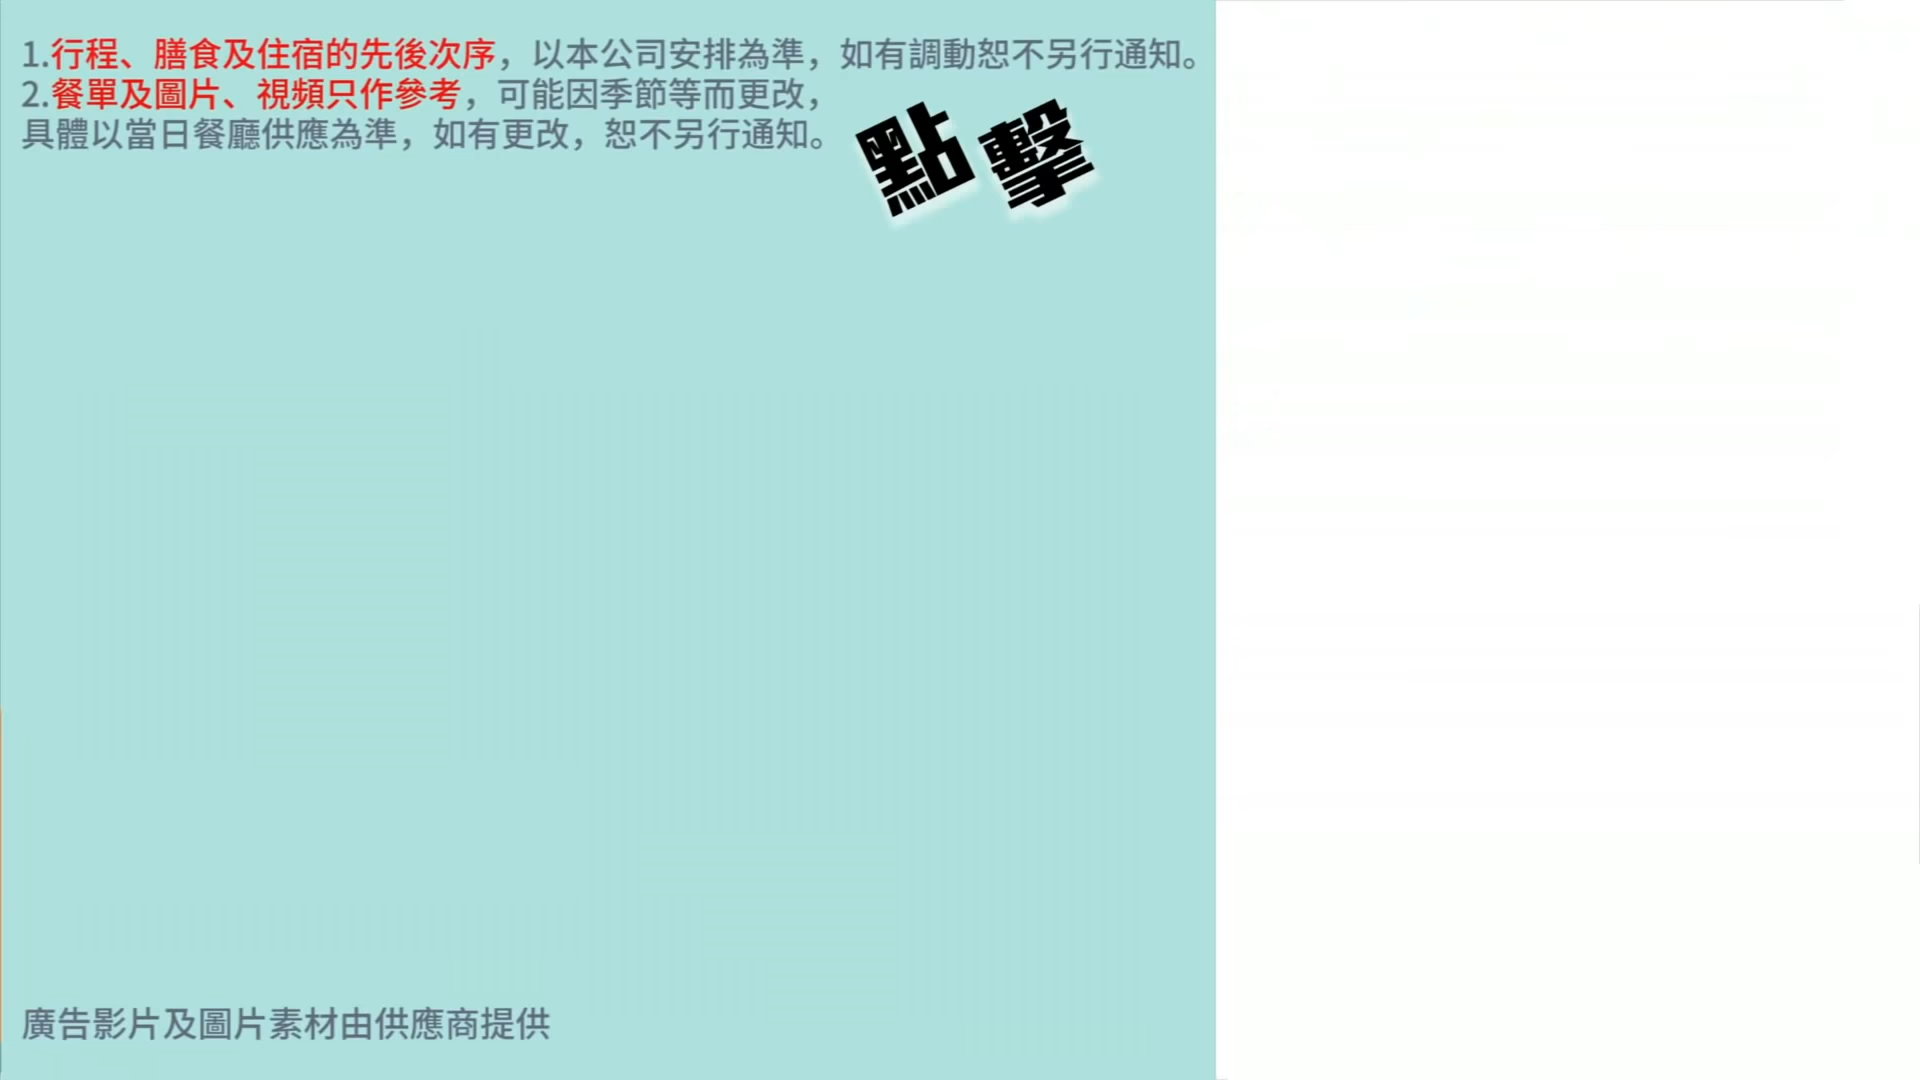 1.行程、膳食及住宿的先後次序，以本公司安排為準，如有調動恕不另行通知。
2.餐單及圖片、視頻只作參考，可能因季節等而更改，
具體以當日餐廳供應為準，如有更改，恕不另行通知。
點擊
廣告影片及圖片素材由供應商提供